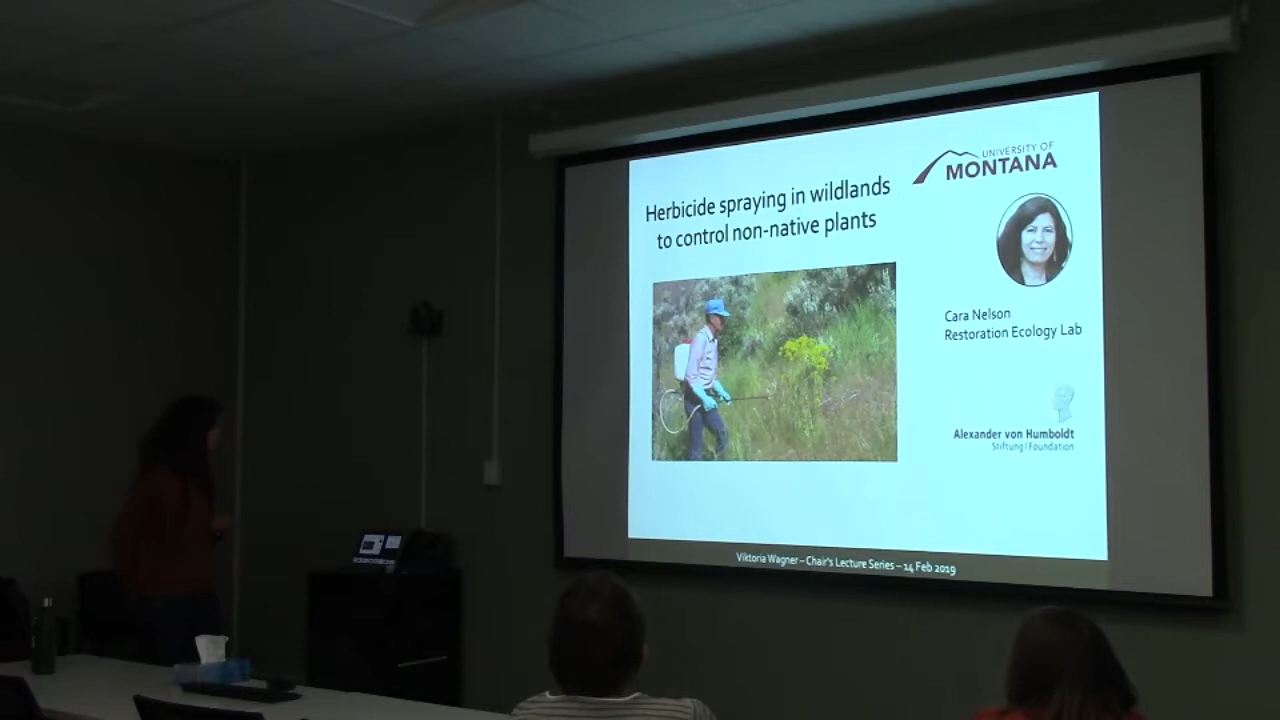 UNIVERSITY OF
MONTANA
Herbicide spraying in wildlands
to control non-native plants
Cara Nelson
Restoration Ecology Lab
Alexander von Humboldt
Stiftung/Foundation
Viktoria Wagner – Chair's Lecture Series – 14 Feb 2019